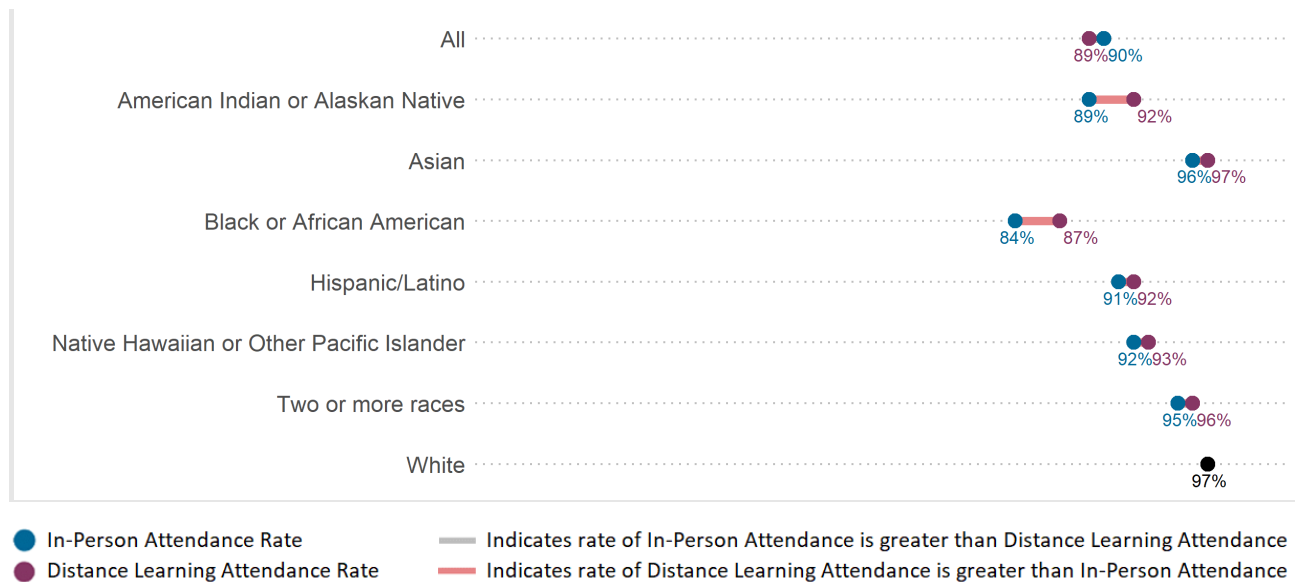 All
89%90%
American Indian or Alaskan Native
89% 92%
Asian
96%97%
Black or African American
84% 87%
Hispanic/Latino
91%92%
Native Hawaiian or Other Pacific Islander
92%93%
Two or more races
95%96%
White
97%
In-Person Attendance Rate
Indicates rate of In-Person Attendance is greater than Distance Learning Attendance
Distance Learning Attendance Rate
Indicates rate of Distance Learning Attendance is greater than In-Person Attendance